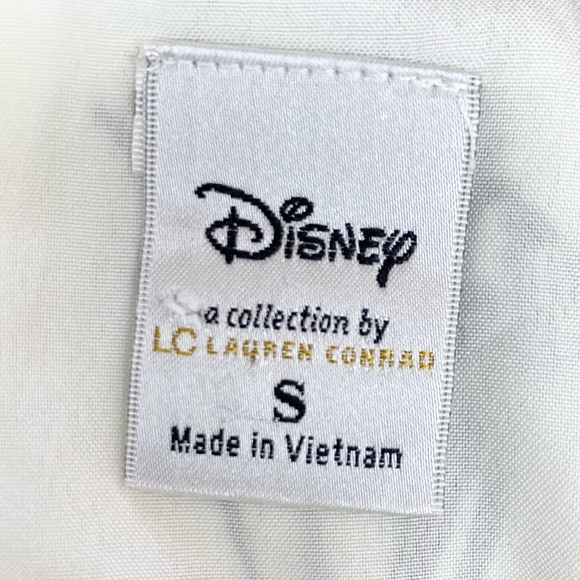 Disney
a collection by
LC LAUREN CONRAD
S
Made in Vietnam